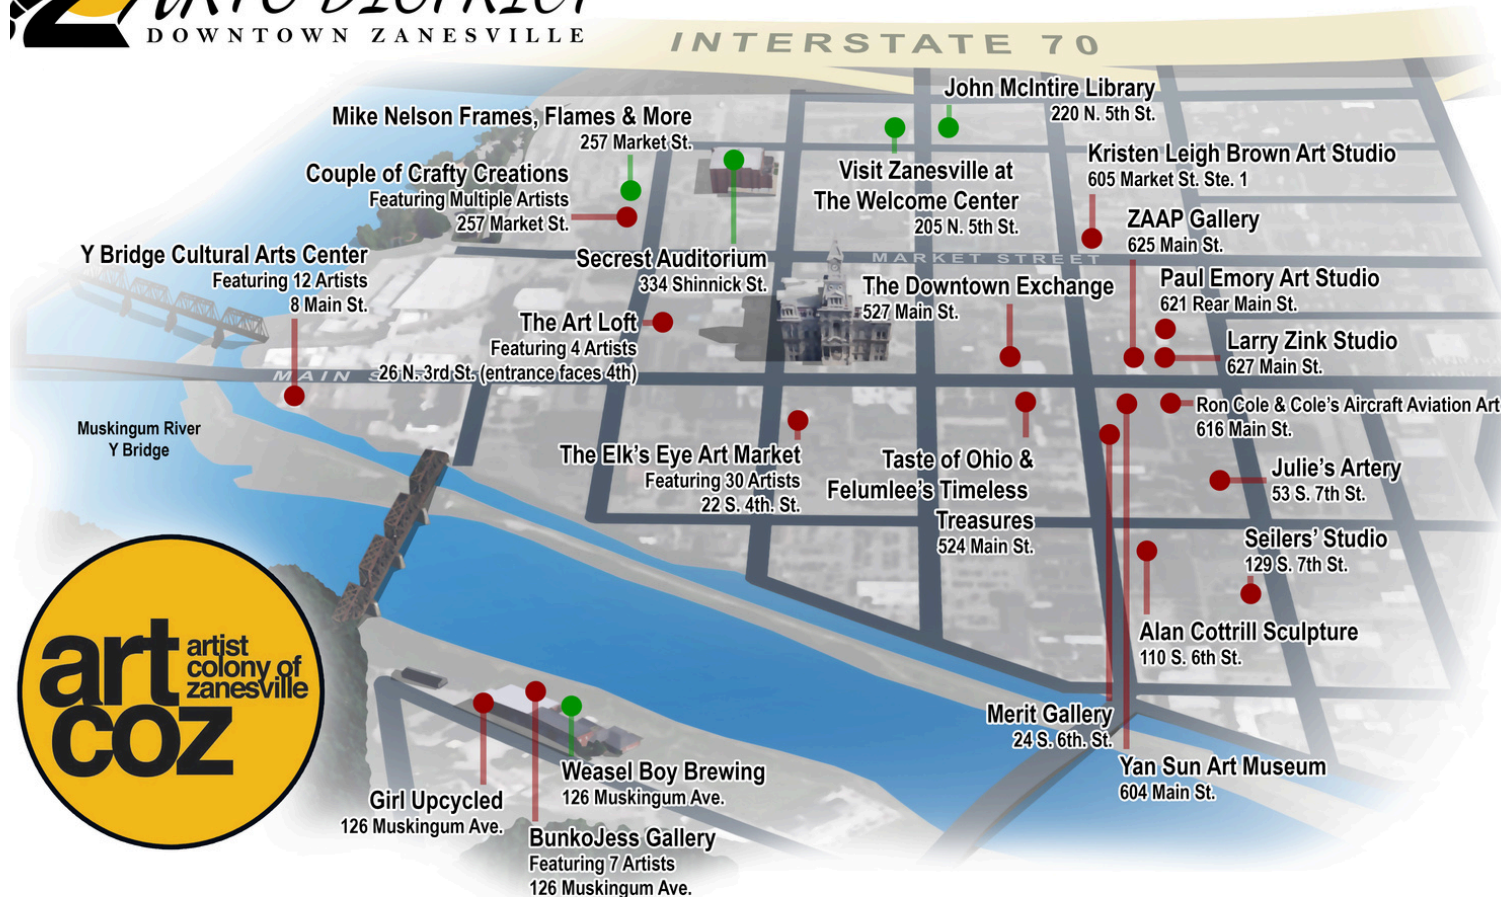 ARTS DISTRICT
DOWNTOWN ZANESVILLE
INTERSTATE 70
John McIntire Library
220 N. 5th St.
Mike Nelson Frames, Flames & More
257 Market St.
Couple of Crafty Creations
Featuring Multiple Artists
257 Market St.
Visit Zanesville at
The Welcome Center
205 N. 5th St.
Kristen Leigh Brown Art Studio
605 Market St. Ste. 1
ZAAP Gallery
625 Main St.
Y Bridge Cultural Arts Center
Featuring 12 Artists
8 Main St.
Secrest Auditorium
334 Shinnick St.
MARKET STREET
The Downtown Exchange
527 Main St.
Paul Emory Art Studio
621 Rear Main St.
The Art Loft
Featuring 4 Artists
26 N. 3rd St. (entrance faces 4th)
Larry Zink Studio
627 Main St.
MAIN S
Muskingum River
Y Bridge
Ron Cole & Cole's Aircraft Aviation Art
616 Main St.
The Elk's Eye Art Market
Featuring 30 Artists
22 S. 4th. St.
Taste of Ohio &
Felumlee's Timeless
Treasures
524 Main St.
Julie's Artery
53 S. 7th St.
Seilers' Studio
129 S. 7th St.
Alan Cottrill Sculpture
110 S. 6th St.
art
coz
artist
colony of
zanesville
Merit Gallery
24 S. 6th. St.
Yan Sun Art Museum
604 Main St.
Weasel Boy Brewing
126 Muskingum Ave.
Girl Upcycled
126 Muskingum Ave.
BunkoJess Gallery
Featuring 7 Artists
126 Muskingum Ave.